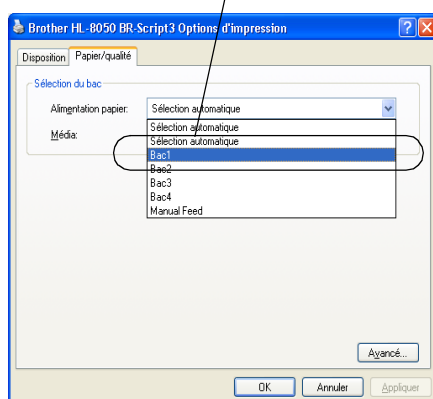 Brother HL-8050 BR-Script3 Options d'impression
Disposition Papier/qualité
Sélection du bac
Alimentation papier: Sélection automatique
Média: Sélection automatique
Sélection automatique
Bac1
Bac2
Bac3
Bac4
Manual Feed
Avancé...
OK Annuler Appliquer